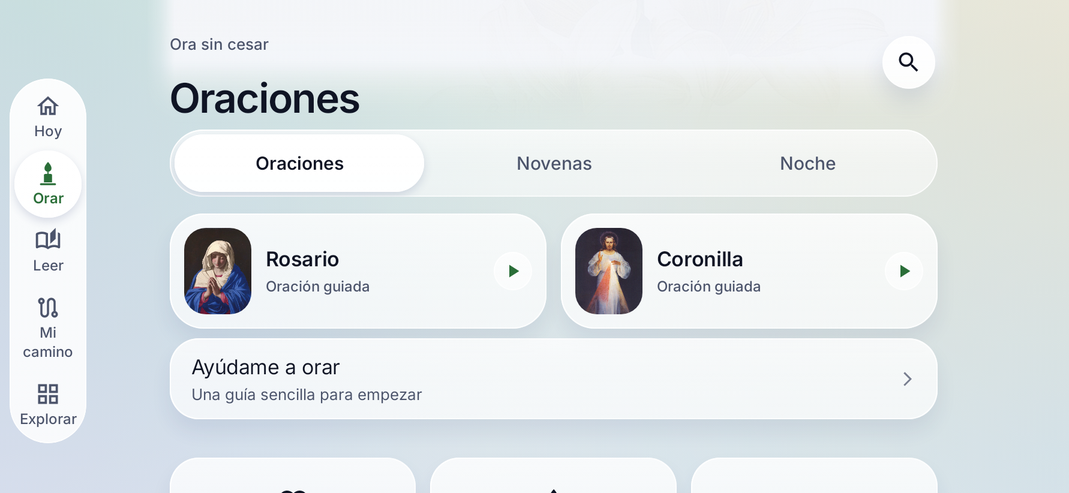 Ora sin cesar
Oraciones
Hoy
Orar
Leer
Mi
camino
Explorar
Oraciones
Novenas
Noche
Rosario
Oración guiada
Coronilla
Oración guiada
Ayúdame a orar
Una guía sencilla para empezar